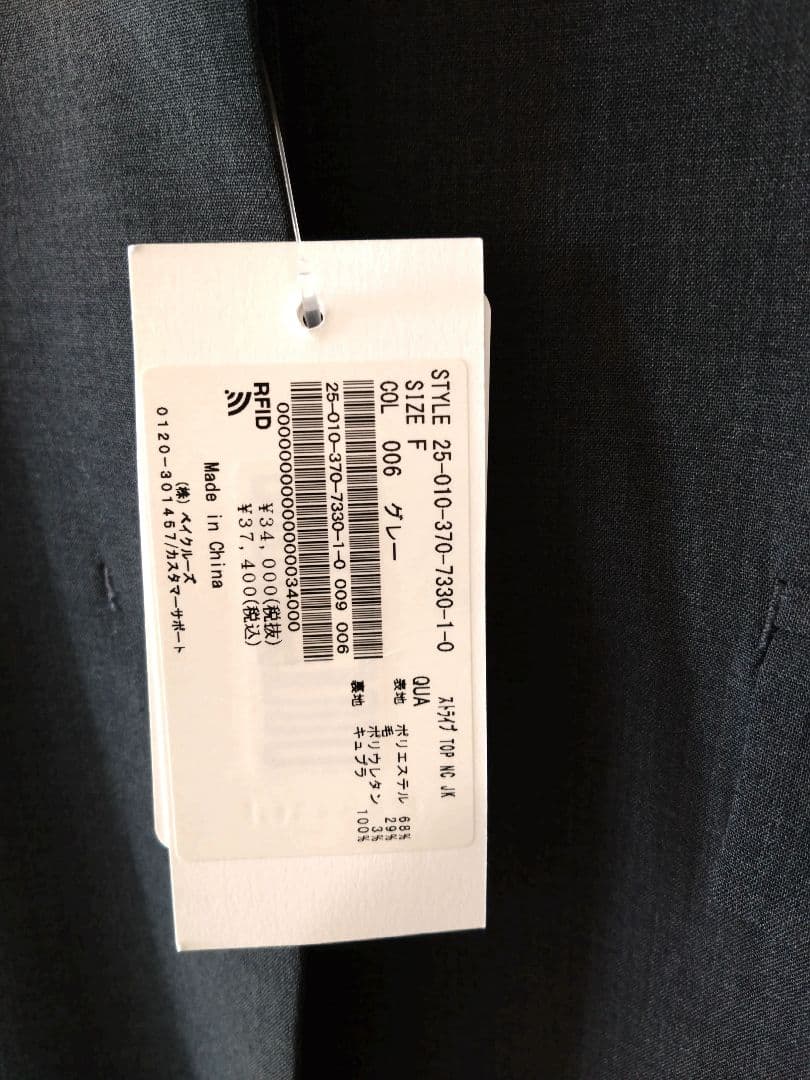 STYLE 25-010-370-7330-1-0
SIZE F
COL 006 グレー
25-010-370-7330-1-0 009 006
00000000000000034000
RFID
¥34,000(税抜)
¥37,400(税込)
Made in China
(株)ベイクルーズ
0120-301457/カスタマーサポート
ストライプ TOP NC JK
QUA
表地 ポリエステル 68%
毛 29%
ポリウレタン 3%
裏地 キュプラ 100%